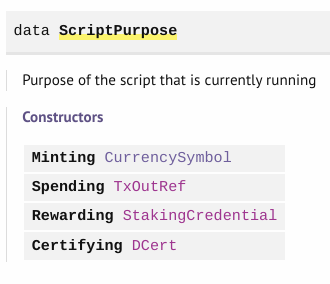 data ScriptPurpose
Purpose of the script that is currently running
Constructors
Minting CurrencySymbol
Spending TxOutRef
Rewarding StakingCredential
Certifying DCert